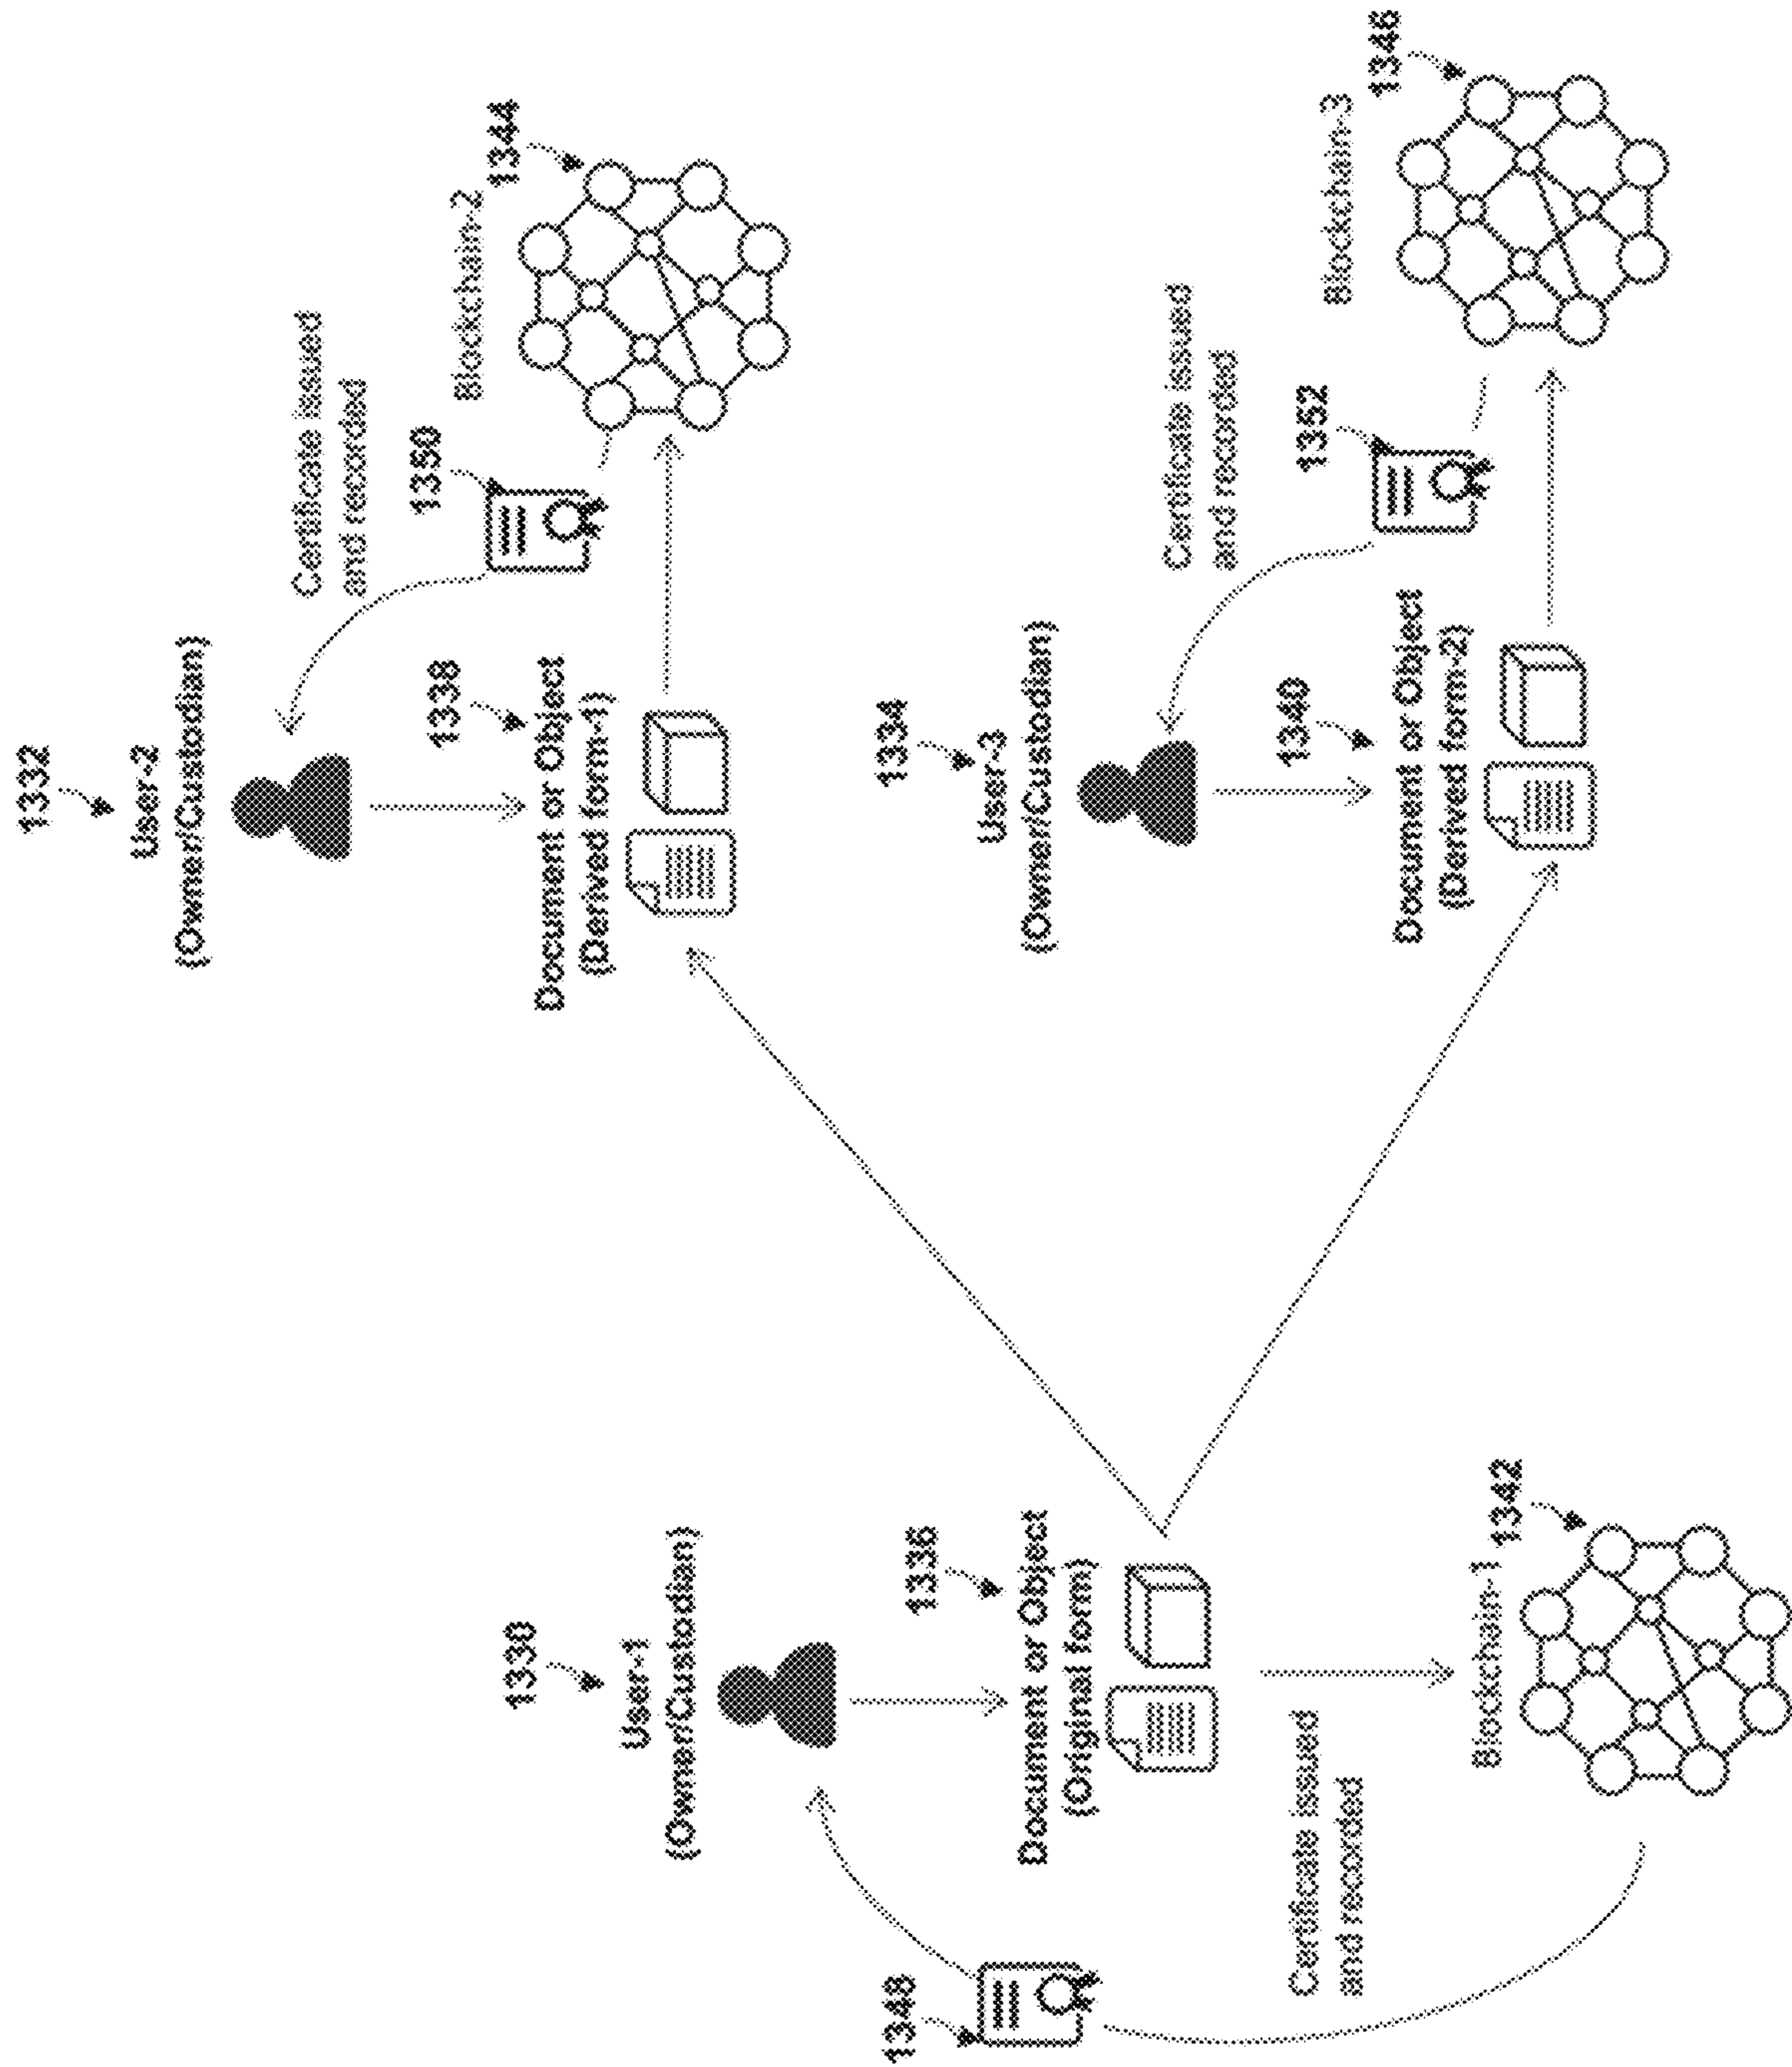 1332
User-2
(Owner/Custodian)
Certificate issued
and recorded
1338
Document or Object
(Derived form-1)
1350
Blockchain-2
1344
1330
User-1
(Owner/Custodian)
1348
1336
Document or Object
(Original form)
Certificate issued
and recorded
Blockchain-1
1342
1334
User-3
(Owner/Custodian)
Certificate issued
and recorded
1340
Document or Object
(Derived form-2)
1352
Blockchain-3
1346